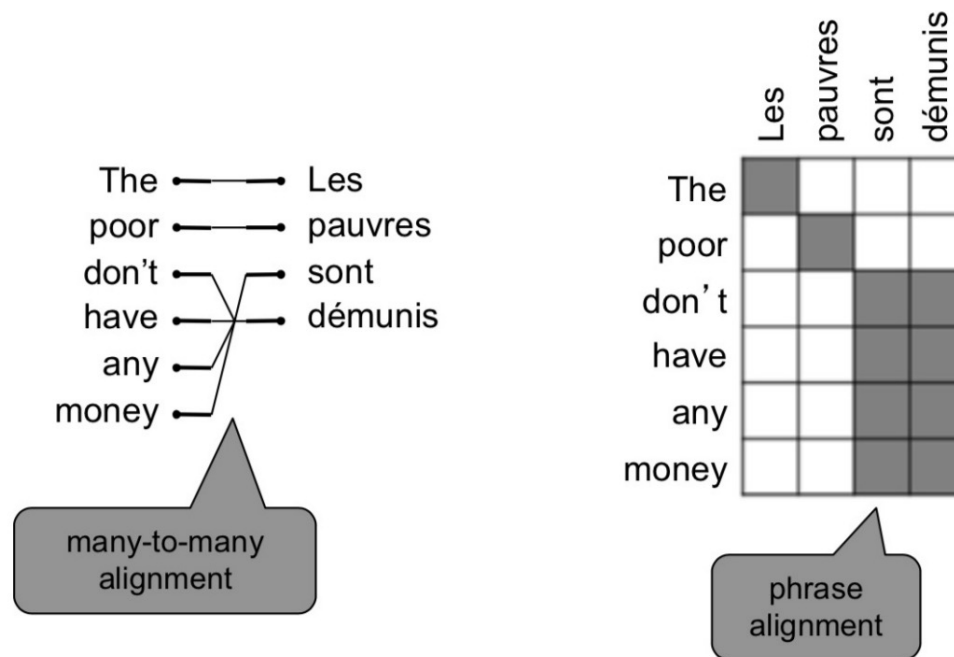 The Les
poor pauvres
don't sont
have démunis
any
money
many-to-many
alignment
Les
pauvres
sont
démunis
The
poor
don't
have
any
money
phrase
alignment